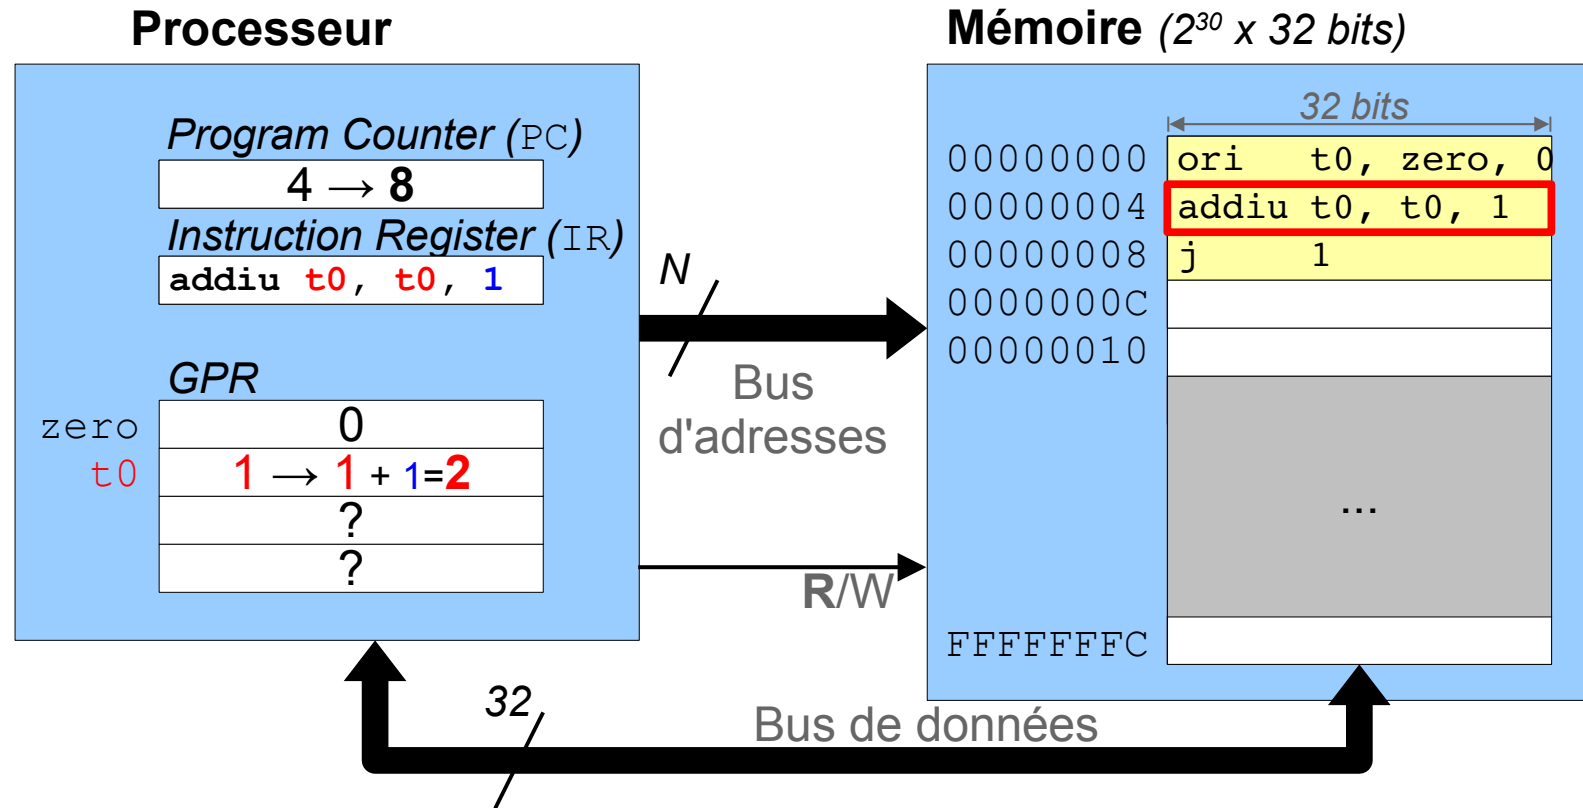 Processeur
Program Counter (PC)
4 → 8
Instruction Register (IR)
addiu t0, t0, 1
GPR
zero 0
t0 1 → 1 + 1=2
?
?
N
Bus
d'adresses
R/W
Mémoire (2³⁰ x 32 bits)
32 bits
00000000 ori t0, zero, 0
00000004 addiu t0, t0, 1
00000008 j 1
0000000C
00000010
...
FFFFFFFC
32
Bus de données